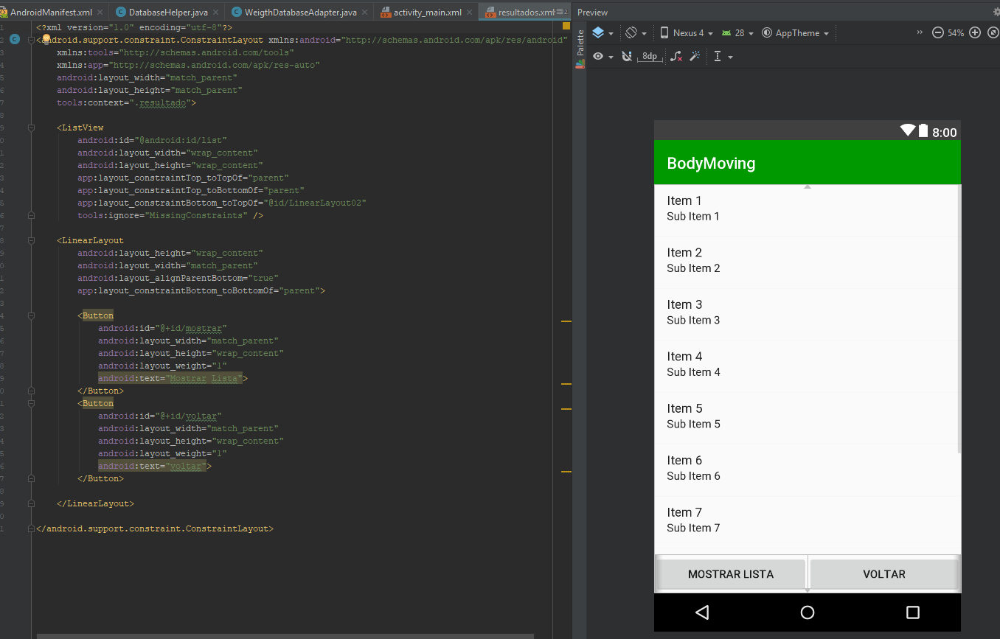 AndroidManifest.xml DatabaseHelper.java WeigthDatabaseAdapter.java activity_main.xml resultados.xml 2 Preview
Nexus 4 28 AppTheme 54%
Palette
8dp
<?xml version="1.0" encoding="utf-8"?>
<android.support.constraint.ConstraintLayout xmlns:android="http://schemas.android.com/apk/res/android"
xmlns:tools="http://schemas.android.com/tools"
xmlns:app="http://schemas.android.com/apk/res-auto"
android:layout_width="match_parent"
android:layout_height="match_parent"
tools:context=".resultado">
<ListView
android:id="@android:id/list"
android:layout_width="wrap_content"
android:layout_height="wrap_content"
app:layout_constraintTop_toTopOf="parent"
app:layout_constraintTop_toBottomOf="parent"
app:layout_constraintBottom_toTopOf="@id/LinearLayout02"
tools:ignore="MissingConstraints" />
<LinearLayout
android:layout_height="wrap_content"
android:layout_width="match_parent"
android:layout_alignParentBottom="true"
app:layout_constraintBottom_toBottomOf="parent">
<Button
android:id="@+id/mostrar"
android:layout_width="match_parent"
android:layout_height="wrap_content"
android:layout_weight="1"
android:text="Mostrar Lista">
</Button>
<Button
android:id="@+id/voltar"
android:layout_width="match_parent"
android:layout_height="wrap_content"
android:layout_weight="1"
android:text="voltar">
</Button>
</LinearLayout>
</android.support.constraint.ConstraintLayout>
8:00
BodyMoving
Item 1
Sub Item 1
Item 2
Sub Item 2
Item 3
Sub Item 3
Item 4
Sub Item 4
Item 5
Sub Item 5
Item 6
Sub Item 6
Item 7
Sub Item 7
MOSTRAR LISTA VOLTAR